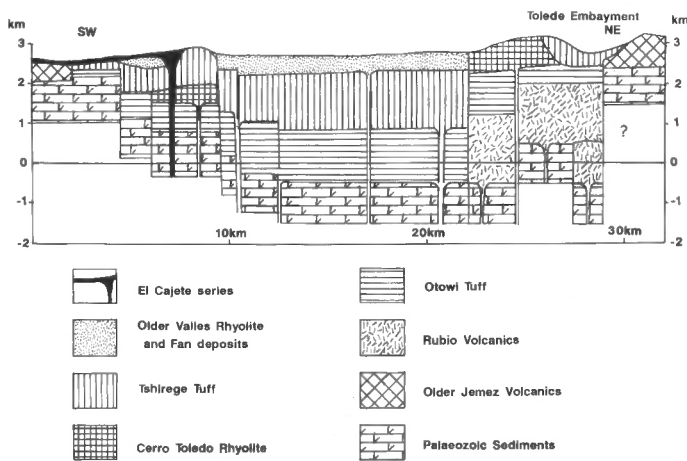 Tolede Embayment
km SW NE km
3 3
2 2
1 1
?
0 0
-1 -1
-2 10km 20km 30km -2
El Cajete series
Older Valles Rhyolite
and Fan deposits
Tshirege Tuff
Cerro Toledo Rhyolite
Otowi Tuff
Rubio Volcanics
Older Jemez Volcanics
Palaeozoic Sediments